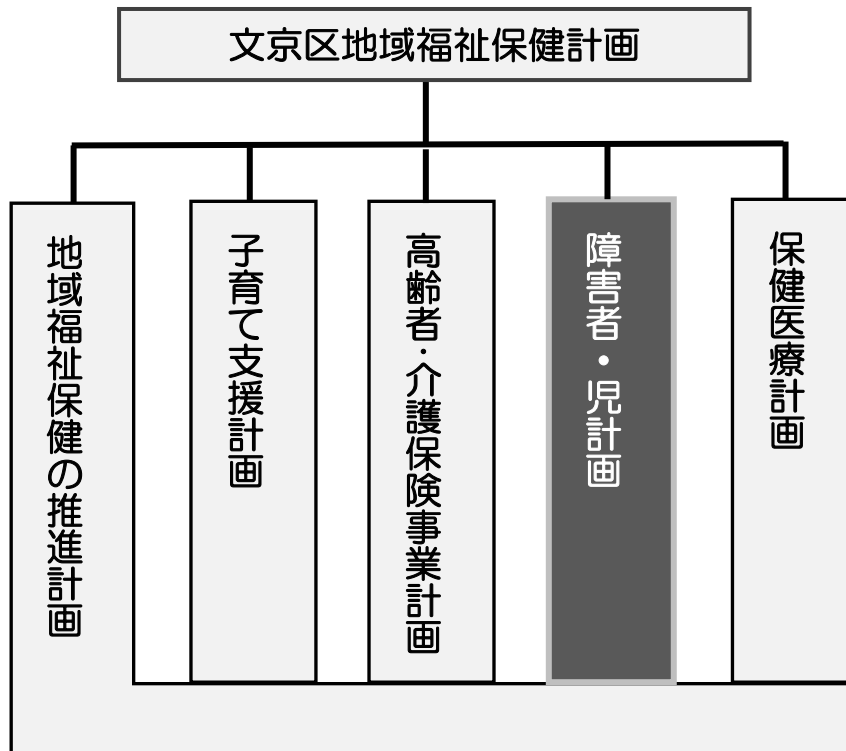 文京区地域福祉保健計画
地域福祉保健の推進計画
子育て支援計画
高齢者・介護保険事業計画
障害者・児計画
保健医療計画